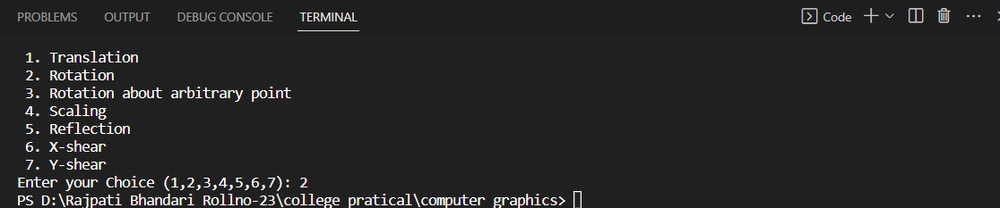 PROBLEMS OUTPUT DEBUG CONSOLE TERMINAL Code
1. Translation
2. Rotation
3. Rotation about arbitrary point
4. Scaling
5. Reflection
6. X-shear
7. Y-shear
Enter your Choice (1,2,3,4,5,6,7): 2
PS D:\Rajpati Bhandari Rollno-23\college pratical\computer graphics>